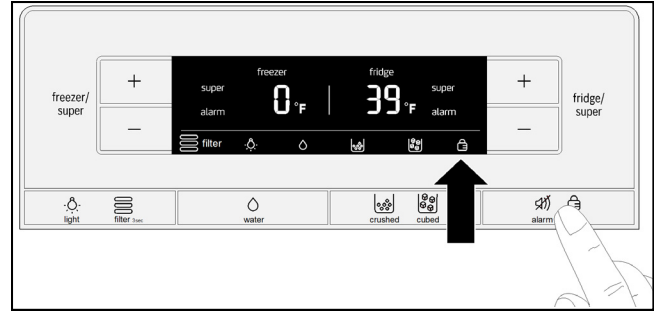 freezer/
super
+
−
freezer
super
alarm
0°F
fridge
39°F
super
alarm
filter
+
−
fridge/
super
light
filter 3sec
water
crushed
cubed
alarm